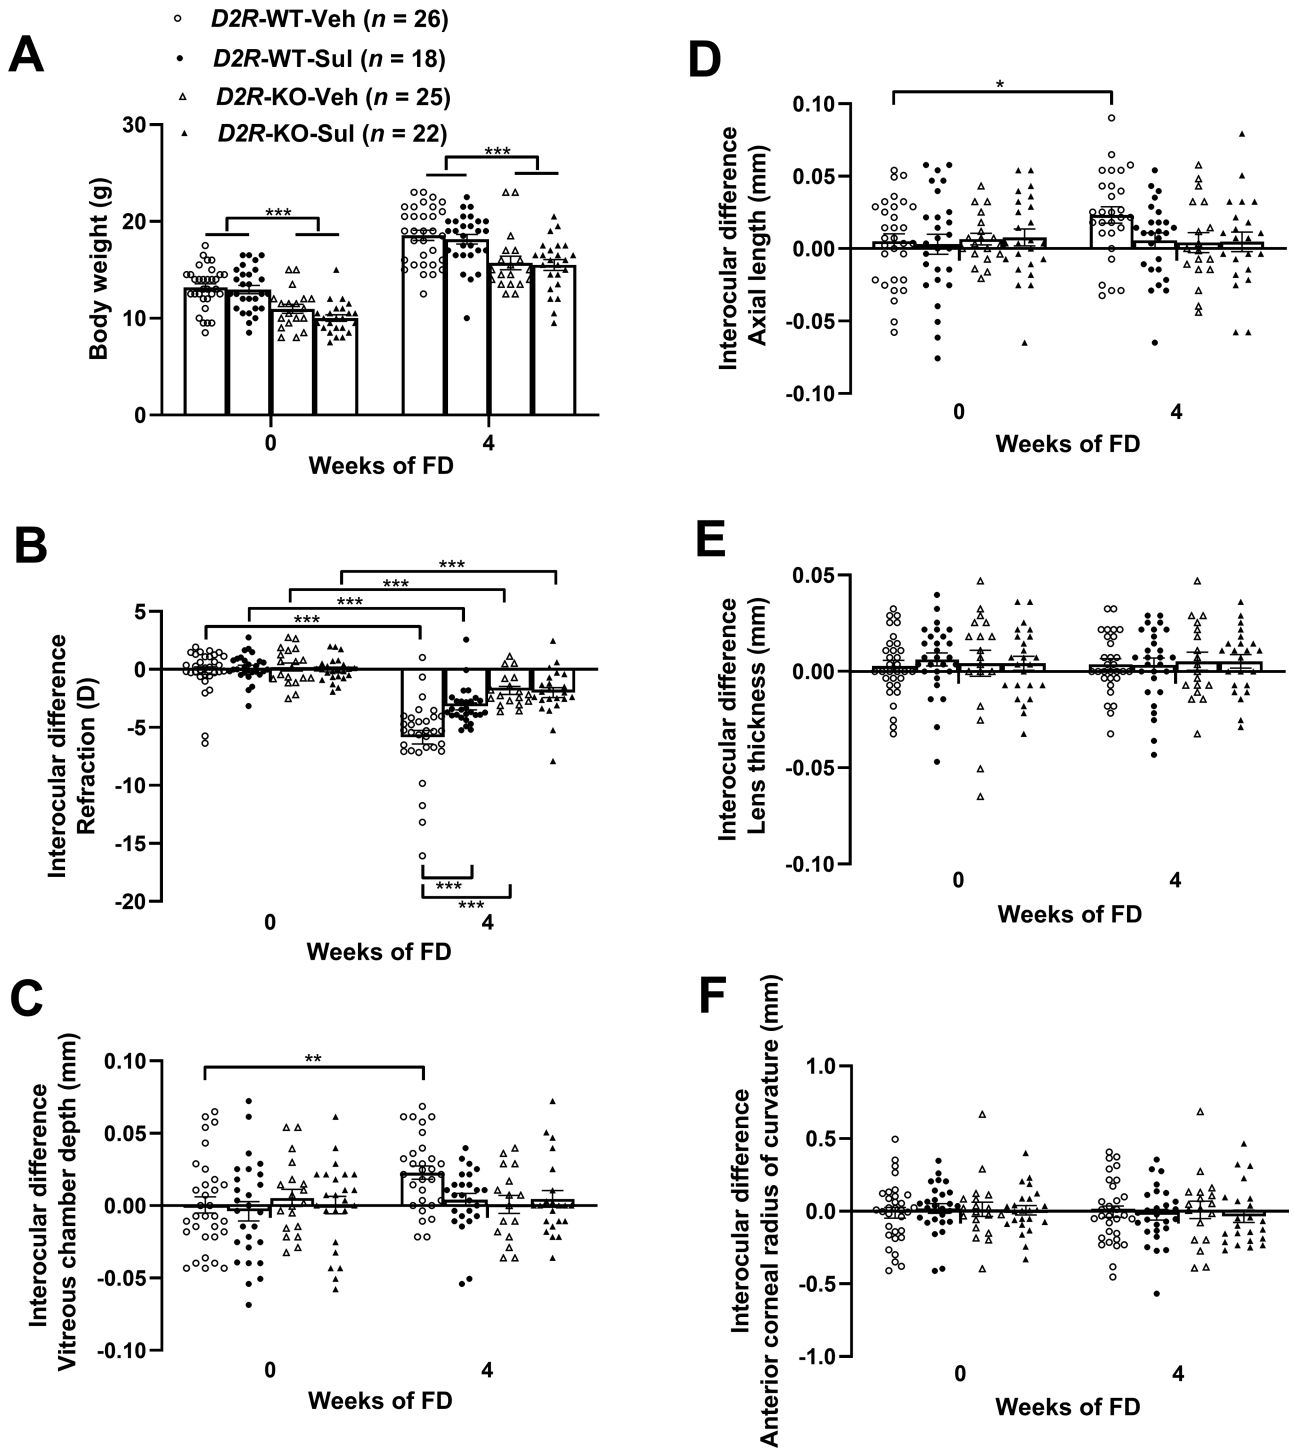 A
D2R-WT-Veh (n = 26)
D2R-WT-Sul (n = 18)
D2R-KO-Veh (n = 25)
D2R-KO-Sul (n = 22)
Body weight (g)
30
20
10
0
***
***
0
4
Weeks of FD
B
Interocular difference
Refraction (D)
5
0
-5
-10
-15
-20
***
***
***
***
***
***
0
4
Weeks of FD
C
Interocular difference
Vitreous chamber depth (mm)
0.10
0.05
0.00
-0.05
-0.10
**
0
4
Weeks of FD
D
Interocular difference
Axial length (mm)
0.10
0.05
0.00
-0.05
-0.10
*
0
4
Weeks of FD
E
Interocular difference
Lens thickness (mm)
0.05
0.00
-0.05
-0.10
0
4
Weeks of FD
F
Interocular difference
Anterior corneal radius of curvature (mm)
1.0
0.5
0.0
-0.5
-1.0
0
4
Weeks of FD